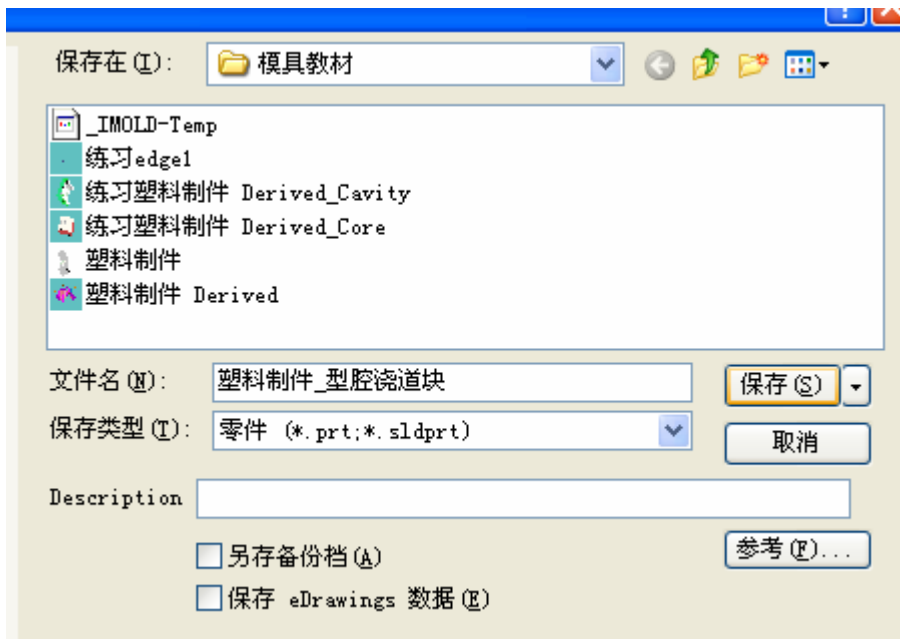 保存在(I): 模具教材
_IMOLD-Temp
练习edge1
练习塑料制件 Derived_Cavity
练习塑料制件 Derived_Core
塑料制件
塑料制件 Derived
文件名(N): 塑料制件_型腔浇道块 保存(S)
保存类型(T): 零件 (*.prt;*.sldprt) 取消
Description
另存备份档(A) 参考(F)...
保存 eDrawings 数据(E)